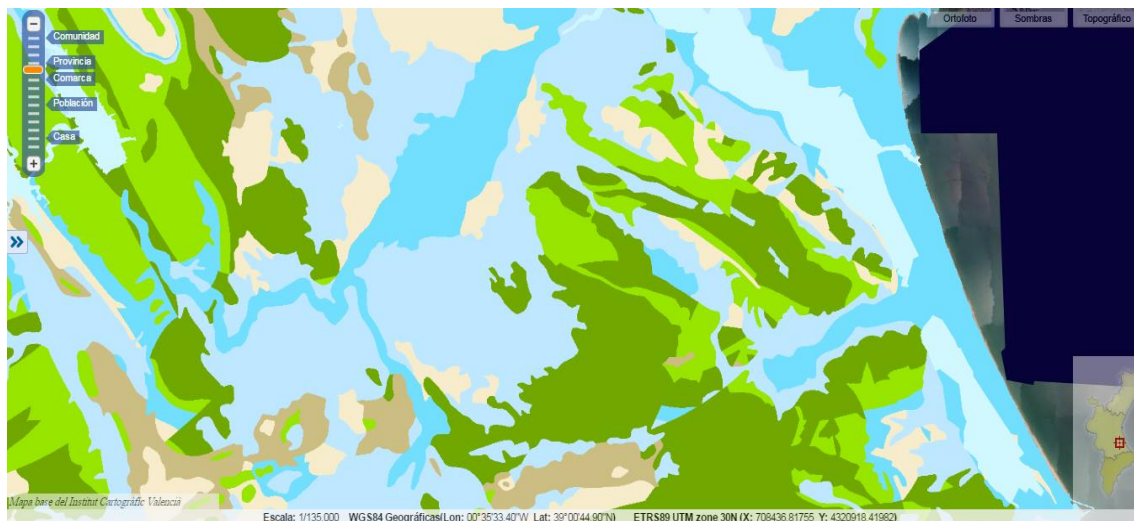 Ortofoto
Sombras
Topográfico
Comunidad
Provincia
Comarca
Población
Casa
Mapa base del Institut Cartogràfic Valencià
Escala: 1/135.000 WGS84 Geográficas(Lon: 00°35'33.40"W Lat: 39°00'44.90"N) ETRS89 UTM zone 30N (X: 708436.81755 Y: 4320918.41982)